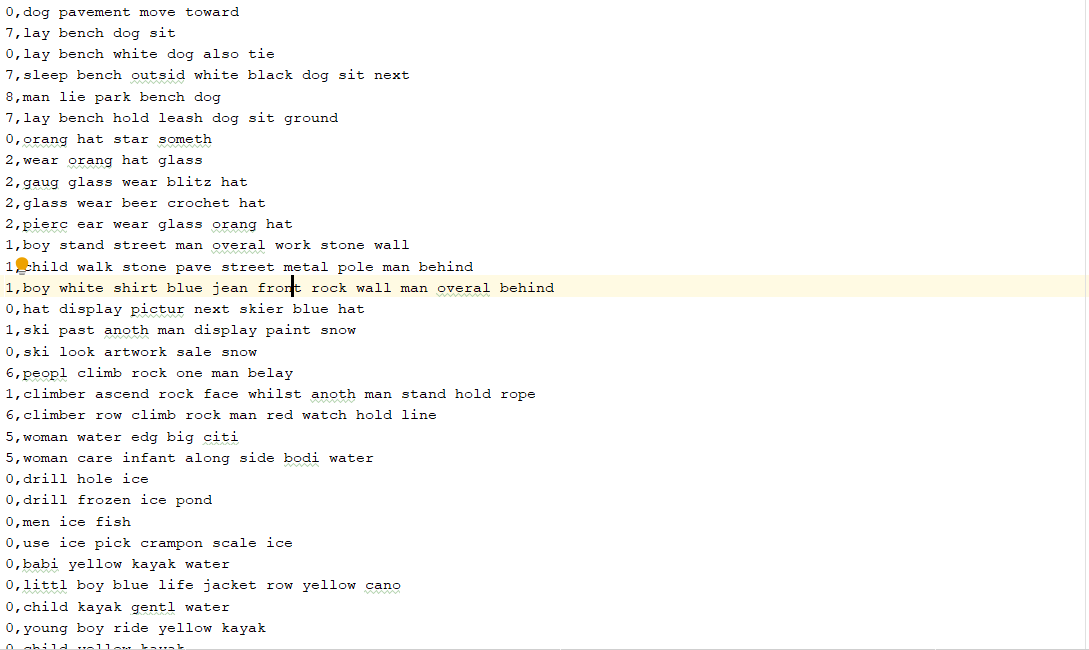 0,dog pavement move toward
7,lay bench dog sit
0,lay bench white dog also tie
7,sleep bench outsid white black dog sit next
8,man lie park bench dog
7,lay bench hold leash dog sit ground
0,orang hat star someth
2,wear orang hat glass
2,gaug glass wear blitz hat
2,glass wear beer crochet hat
2,pierc ear wear glass orang hat
1,boy stand street man overal work stone wall
1,child walk stone pave street metal pole man behind
1,boy white shirt blue jean front rock wall man overal behind
0,hat display pictur next skier blue hat
1,ski past anoth man display paint snow
0,ski look artwork sale snow
6,peopl climb rock one man belay
1,climber ascend rock face whilst anoth man stand hold rope
6,climber row climb rock man red watch hold line
5,woman water edg big citi
5,woman care infant along side bodi water
0,drill hole ice
0,drill frozen ice pond
0,men ice fish
0,use ice pick crampon scale ice
0,babi yellow kayak water
0,littl boy blue life jacket row yellow cano
0,child kayak gentl water
0,young boy ride yellow kayak
0,child yellow kayak